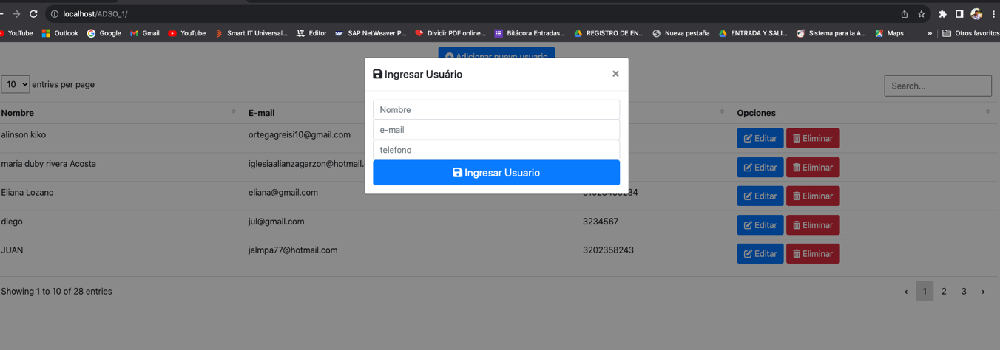 localhost/ADSO_1/
YouTube Outlook Google Gmail YouTube Smart IT Universal... Editor SAP NetWeaver P... Dividir PDF online... Bitácora Entradas... REGISTRO DE EN... Nueva pestaña ENTRADA Y SALI... Sistema para la A... Maps » Otros favoritos
Adicionar nuevo usuario
Ingresar Usuário ×
10 entries per page Search...
Nombre E-mail Opciones
Nombre
e-mail
telefono
Ingresar Usuario
alinson kiko ortegagreisi10@gmail.com Editar Eliminar
maria duby rivera Acosta iglesiaalianzagarzon@hotmail. Editar Eliminar
Eliana Lozano eliana@gmail.com Editar Eliminar
diego jul@gmail.com 3234567 Editar Eliminar
JUAN jalmpa77@hotmail.com 3202358243 Editar Eliminar
Showing 1 to 10 of 28 entries ‹ 1 2 3 ›